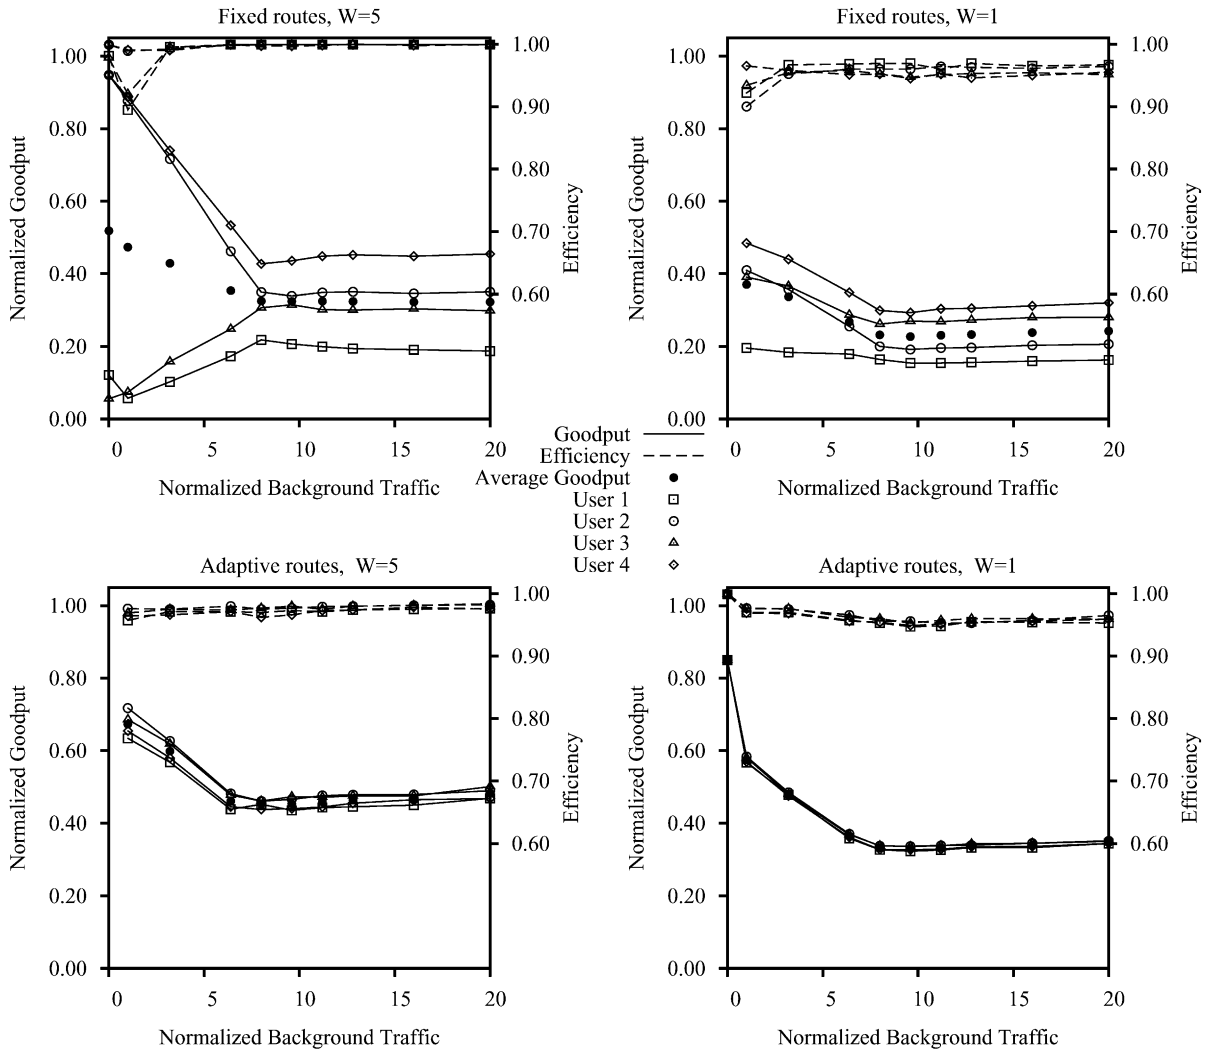 Fixed routes, W=5
1.00
0.80
0.60
0.40
0.20
0.00
Normalized Goodput
1.00
0.90
0.80
0.70
0.60
Efficiency
0 5 10 15 20
Normalized Background Traffic
Fixed routes, W=1
1.00
0.80
0.60
0.40
0.20
0.00
Normalized Goodput
1.00
0.90
0.80
0.70
0.60
Efficiency
0 5 10 15 20
Normalized Background Traffic
Goodput
Efficiency
Average Goodput
User 1
User 2
User 3
User 4
Adaptive routes, W=5
1.00
0.80
0.60
0.40
0.20
0.00
Normalized Goodput
1.00
0.90
0.80
0.70
0.60
Efficiency
0 5 10 15 20
Normalized Background Traffic
Adaptive routes, W=1
1.00
0.80
0.60
0.40
0.20
0.00
Normalized Goodput
1.00
0.90
0.80
0.70
0.60
Efficiency
0 5 10 15 20
Normalized Background Traffic